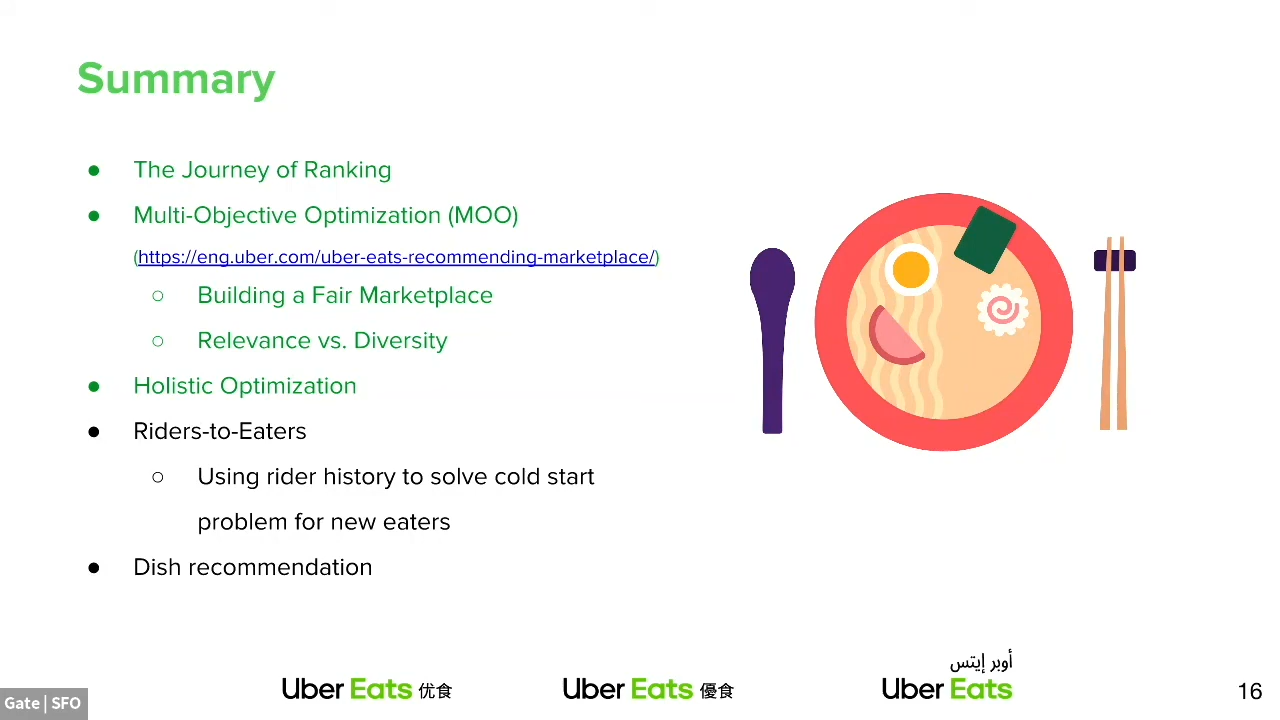 Summary
● The Journey of Ranking
● Multi-Objective Optimization (MOO)
(https://eng.uber.com/uber-eats-recommending-marketplace/)
○ Building a Fair Marketplace
○ Relevance vs. Diversity
● Holistic Optimization
● Riders-to-Eaters
○ Using rider history to solve cold start
problem for new eaters
● Dish recommendation
Uber Eats 优食
Uber Eats 優食
أوبر إيتس
Uber Eats
16
Gate | SFO